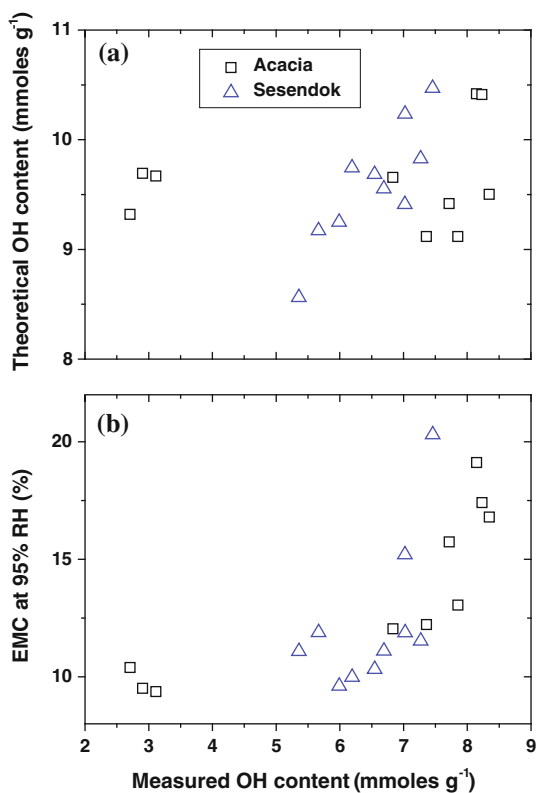 (a)
Acacia
Sesendok
Theoretical OH content (mmoles g⁻¹)
11
10
9
8
(b)
EMC at 95% RH (%)
20
15
10
2 3 4 5 6 7 8 9
Measured OH content (mmoles g⁻¹)